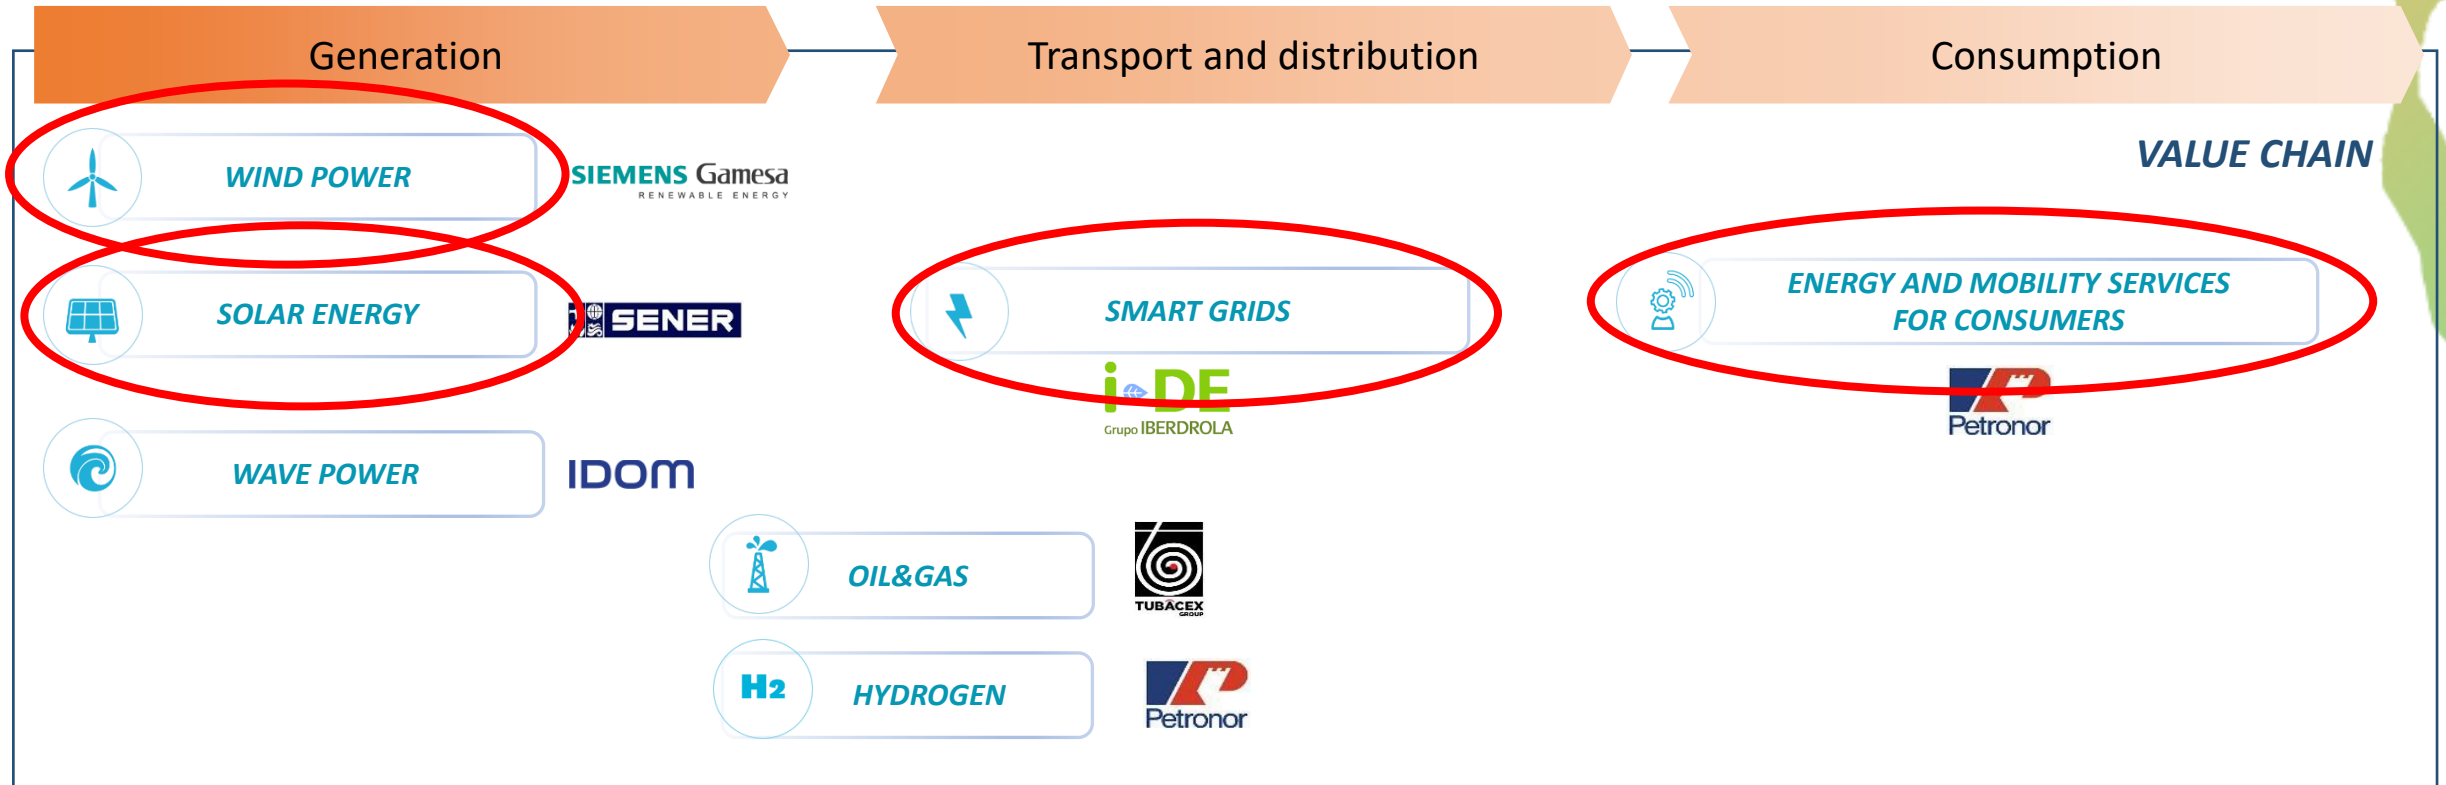 Generation
Transport and distribution
Consumption
VALUE CHAIN
WIND POWER
SIEMENS Gamesa
RENEWABLE ENERGY
SOLAR ENERGY
SENER
SMART GRIDS
i DE
Grupo IBERDROLA
ENERGY AND MOBILITY SERVICES
FOR CONSUMERS
Petronor
WAVE POWER
IDOM
OIL&GAS
TUBACEX
GROUP
H2
HYDROGEN
Petronor